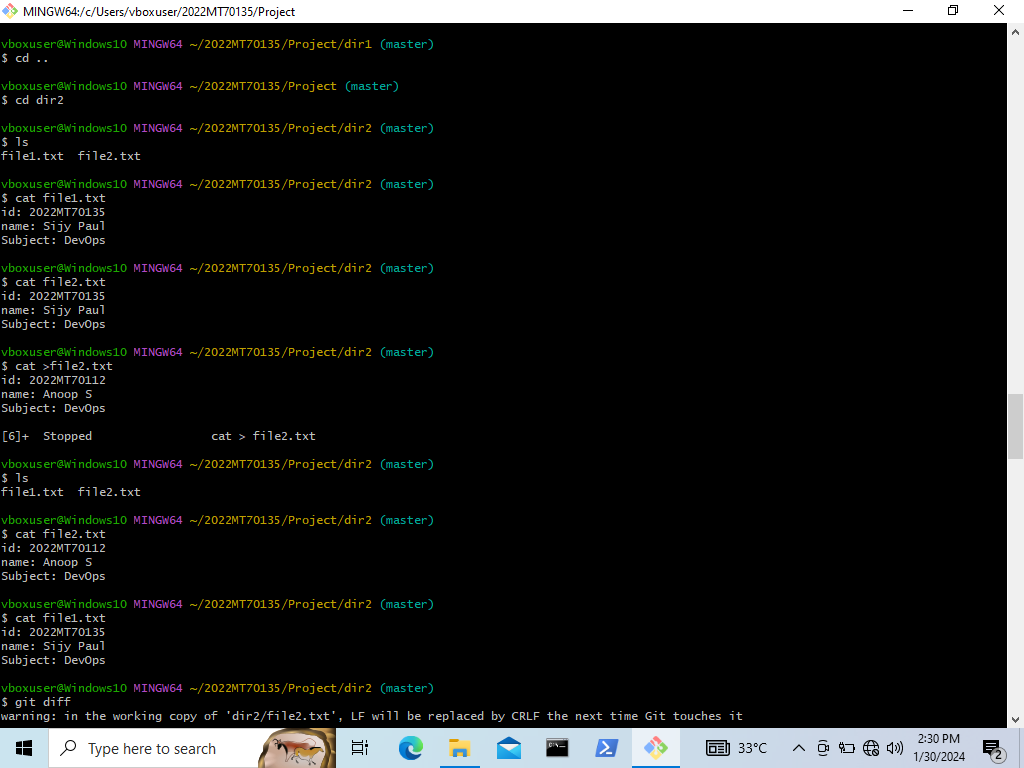 MINGW64:/c/Users/vboxuser/2022MT70135/Project
vboxuser@Windows10 MINGW64 ~/2022MT70135/Project/dir1 (master)
$ cd ..
vboxuser@Windows10 MINGW64 ~/2022MT70135/Project (master)
$ cd dir2
vboxuser@Windows10 MINGW64 ~/2022MT70135/Project/dir2 (master)
$ ls
file1.txt  file2.txt
vboxuser@Windows10 MINGW64 ~/2022MT70135/Project/dir2 (master)
$ cat file1.txt
id: 2022MT70135
name: Sijy Paul
Subject: DevOps
vboxuser@Windows10 MINGW64 ~/2022MT70135/Project/dir2 (master)
$ cat file2.txt
id: 2022MT70135
name: Sijy Paul
Subject: DevOps
vboxuser@Windows10 MINGW64 ~/2022MT70135/Project/dir2 (master)
$ cat >file2.txt
id: 2022MT70112
name: Anoop S
Subject: DevOps
[6]+  Stopped                 cat > file2.txt
vboxuser@Windows10 MINGW64 ~/2022MT70135/Project/dir2 (master)
$ ls
file1.txt  file2.txt
vboxuser@Windows10 MINGW64 ~/2022MT70135/Project/dir2 (master)
$ cat file2.txt
id: 2022MT70112
name: Anoop S
Subject: DevOps
vboxuser@Windows10 MINGW64 ~/2022MT70135/Project/dir2 (master)
$ cat file1.txt
id: 2022MT70135
name: Sijy Paul
Subject: DevOps
vboxuser@Windows10 MINGW64 ~/2022MT70135/Project/dir2 (master)
$ git diff
warning: in the working copy of 'dir2/file2.txt', LF will be replaced by CRLF the next time Git touches it
Type here to search
33°C
2:30 PM
1/30/2024
2